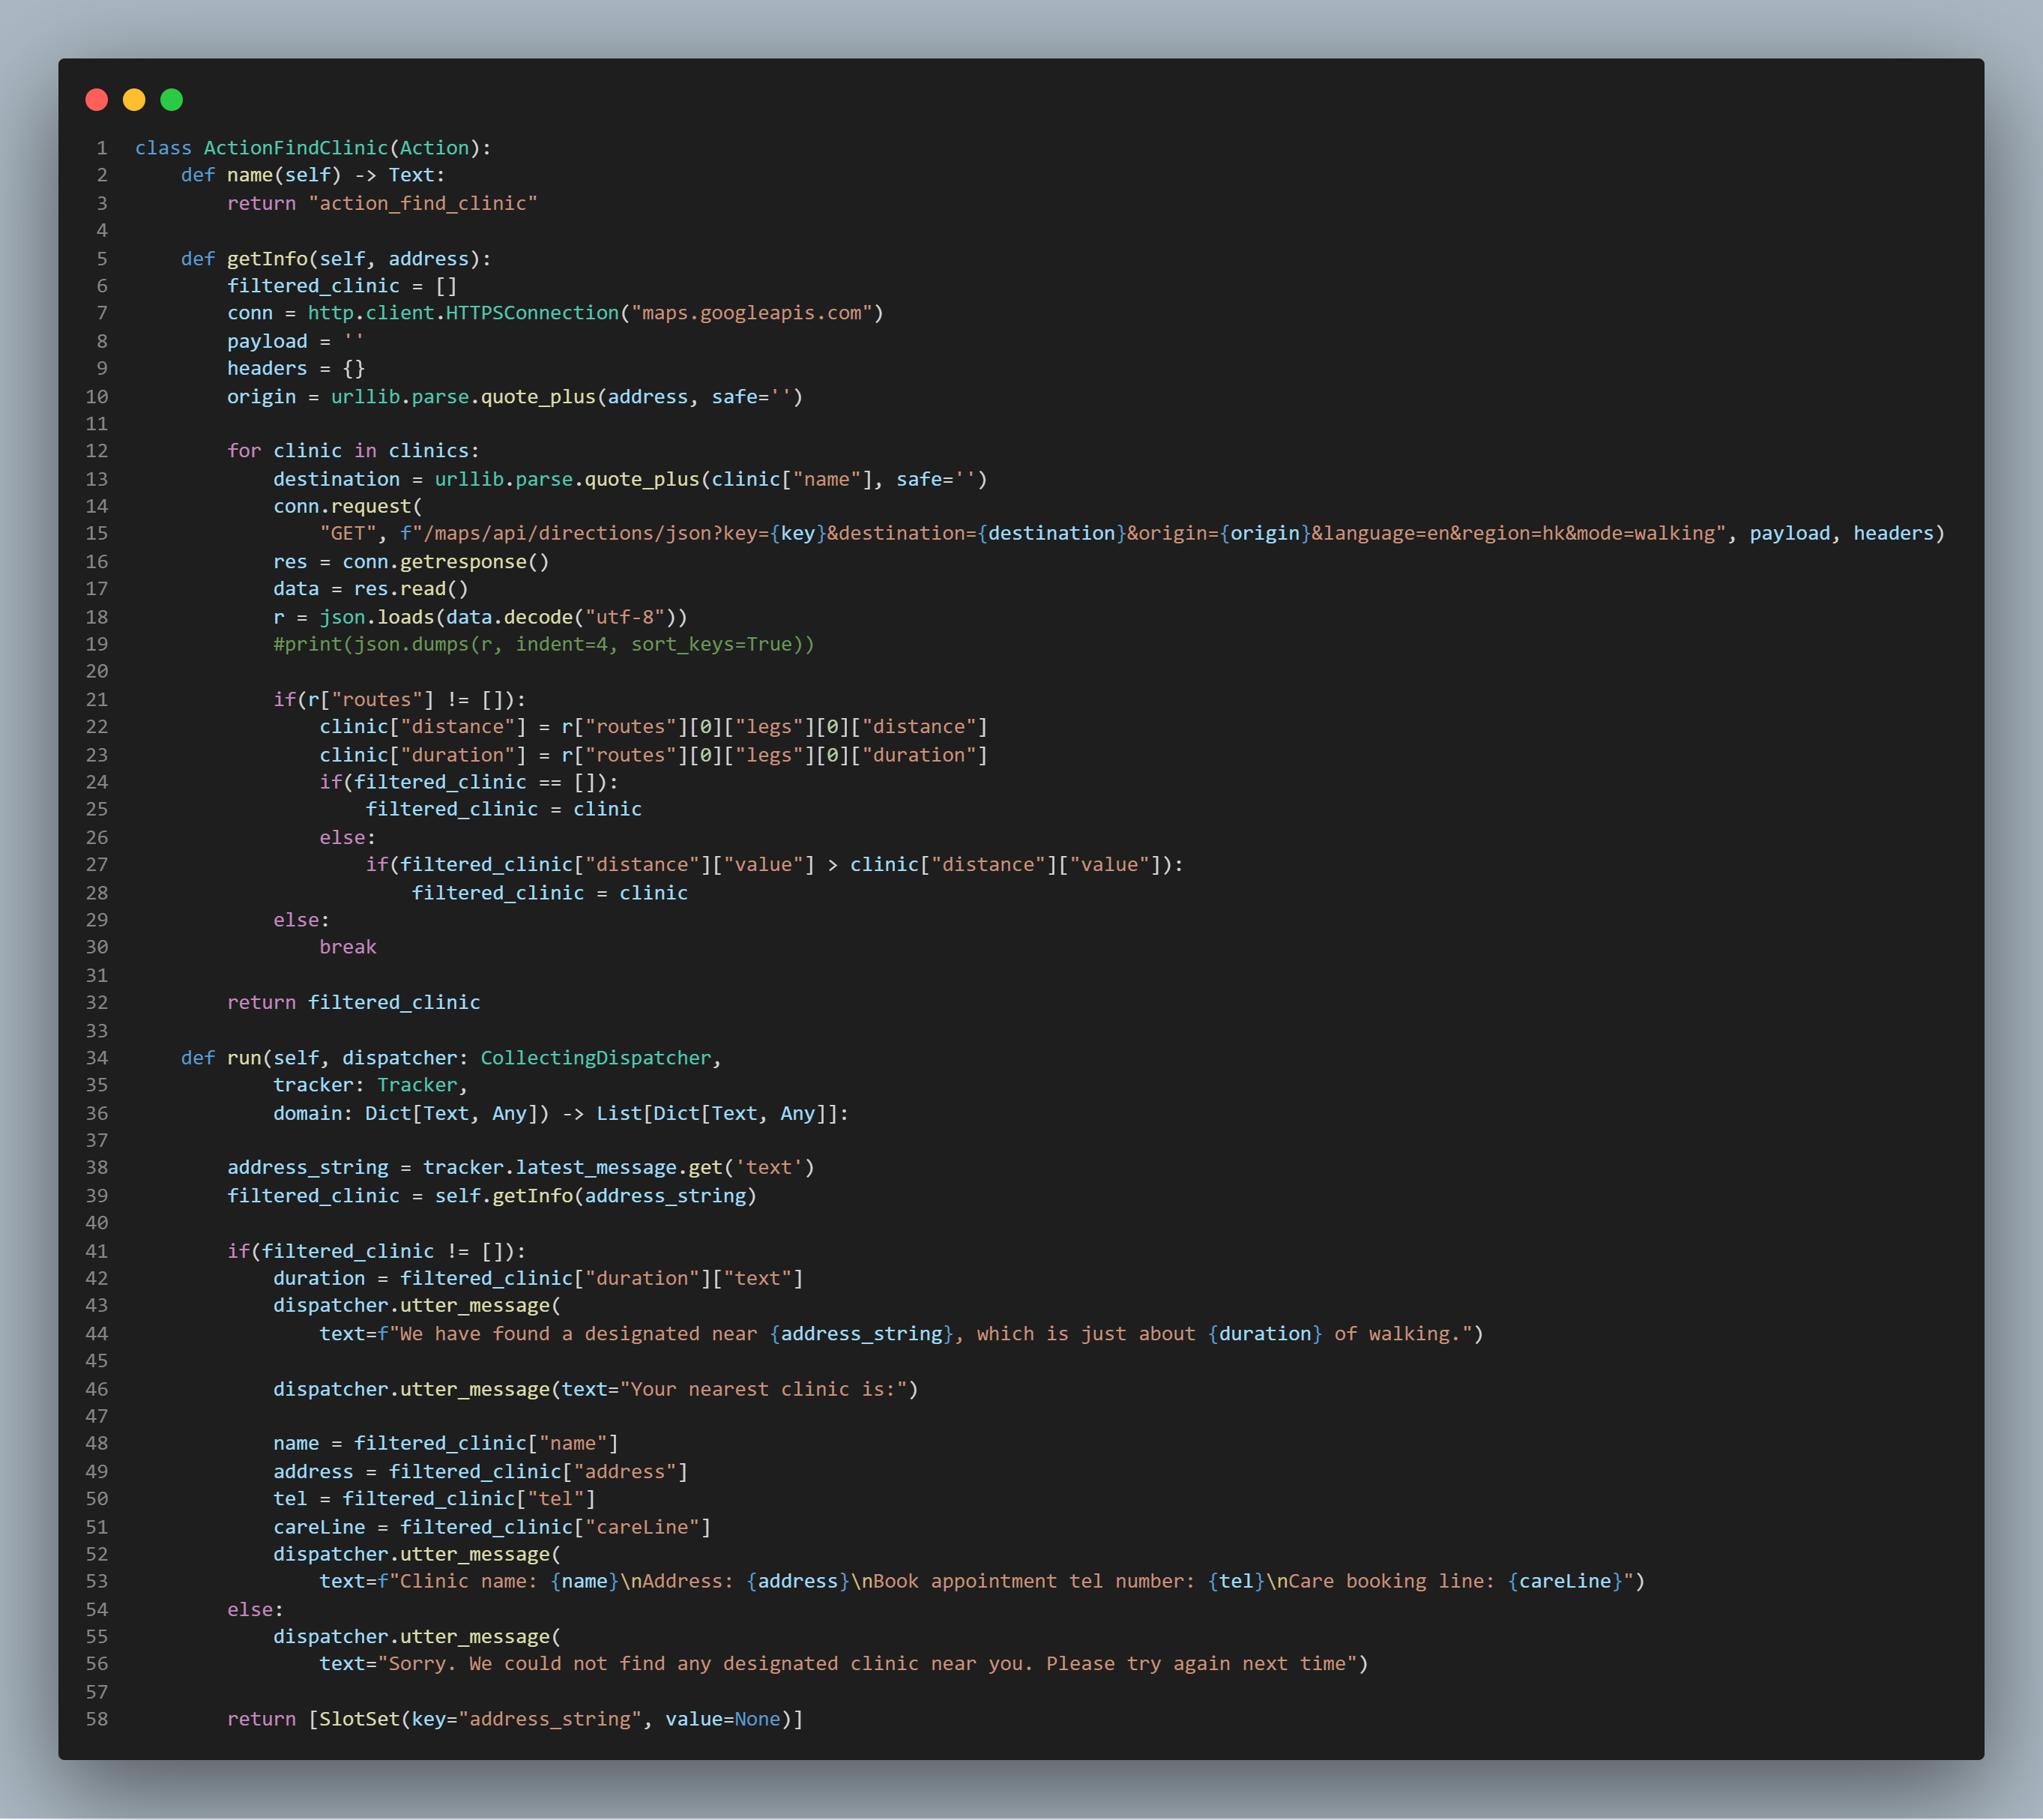 1 class ActionFindClinic(Action):
2     def name(self) -> Text:
3         return "action_find_clinic"
4
5     def getInfo(self, address):
6         filtered_clinic = []
7         conn = http.client.HTTPSConnection("maps.googleapis.com")
8         payload = ''
9         headers = {}
10         origin = urllib.parse.quote_plus(address, safe='')
11
12         for clinic in clinics:
13             destination = urllib.parse.quote_plus(clinic["name"], safe='')
14             conn.request(
15                 "GET", f"/maps/api/directions/json?key={key}&destination={destination}&origin={origin}&language=en&region=hk&mode=walking", payload, headers)
16             res = conn.getresponse()
17             data = res.read()
18             r = json.loads(data.decode("utf-8"))
19             #print(json.dumps(r, indent=4, sort_keys=True))
20
21             if(r["routes"] != []):
22                 clinic["distance"] = r["routes"][0]["legs"][0]["distance"]
23                 clinic["duration"] = r["routes"][0]["legs"][0]["duration"]
24                 if(filtered_clinic == []):
25                     filtered_clinic = clinic
26                 else:
27                     if(filtered_clinic["distance"]["value"] > clinic["distance"]["value"]):
28                         filtered_clinic = clinic
29             else:
30                 break
31
32         return filtered_clinic
33
34     def run(self, dispatcher: CollectingDispatcher,
35             tracker: Tracker,
36             domain: Dict[Text, Any]) -> List[Dict[Text, Any]]:
37
38         address_string = tracker.latest_message.get('text')
39         filtered_clinic = self.getInfo(address_string)
40
41         if(filtered_clinic != []):
42             duration = filtered_clinic["duration"]["text"]
43             dispatcher.utter_message(
44                 text=f"We have found a designated near {address_string}, which is just about {duration} of walking.")
45
46             dispatcher.utter_message(text="Your nearest clinic is:")
47
48             name = filtered_clinic["name"]
49             address = filtered_clinic["address"]
50             tel = filtered_clinic["tel"]
51             careLine = filtered_clinic["careLine"]
52             dispatcher.utter_message(
53                 text=f"Clinic name: {name}\nAddress: {address}\nBook appointment tel number: {tel}\nCare booking line: {careLine}")
54         else:
55             dispatcher.utter_message(
56                 text="Sorry. We could not find any designated clinic near you. Please try again next time")
57
58         return [SlotSet(key="address_string", value=None)]